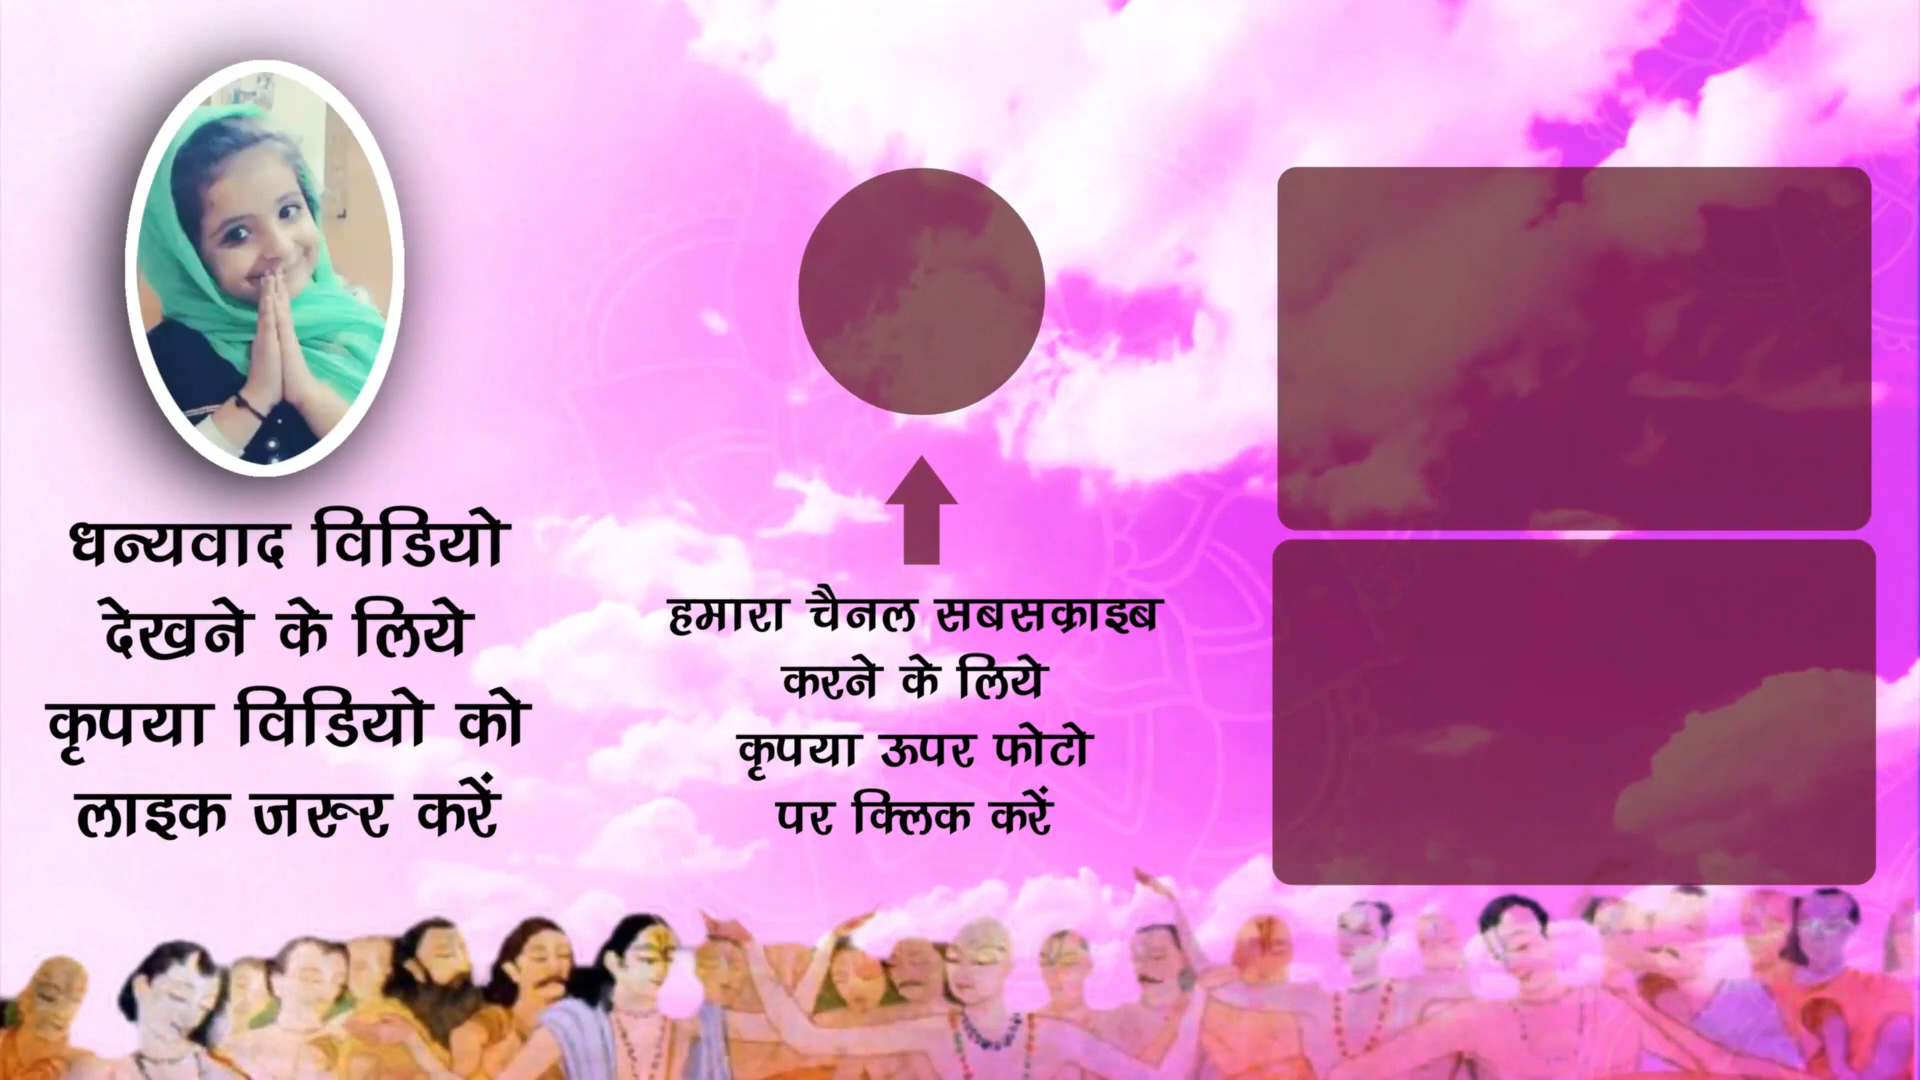 धन्यवाद विडियो
देखने के लिये
कृपया विडियो को
लाइक जरूर करें
हमारा चैनल सबसक्राइब
करने के लिये
कृपया ऊपर फोटो
पर क्लिक करें